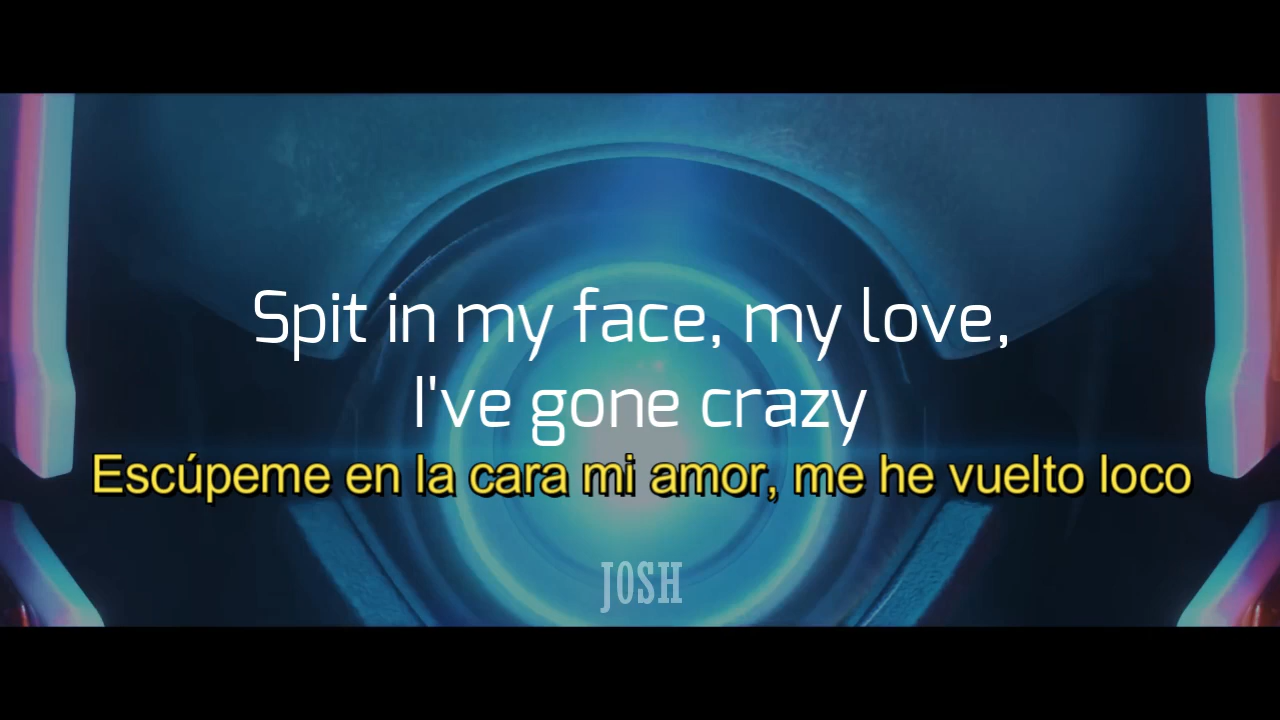 Spit in my face, my love,
I've gone crazy
Escúpeme en la cara mi amor, me he vuelto loco
JOSH